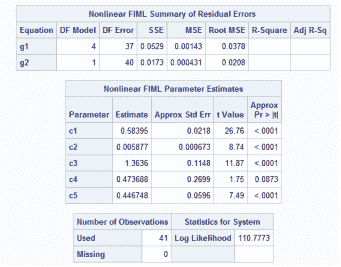 Nonlinear FIML Summary of Residual Errors
Equation DF Model DF Error SSE MSE Root MSE R-Square Adj R-Sq
g1 4 37 0.0529 0.00143 0.0378
g2 1 40 0.0173 0.000431 0.0208
Nonlinear FIML Parameter Estimates
Parameter Estimate Approx Std Err t Value Approx Pr > |t|
c1 0.58395 0.0218 26.76 <.0001
c2 0.005877 0.000673 8.74 <.0001
c3 1.3636 0.1148 11.87 <.0001
c4 0.473688 0.2699 1.75 0.0873
c5 0.446748 0.0596 7.49 <.0001
Number of Observations Statistics for System
Used 41 Log Likelihood 110.7773
Missing 0